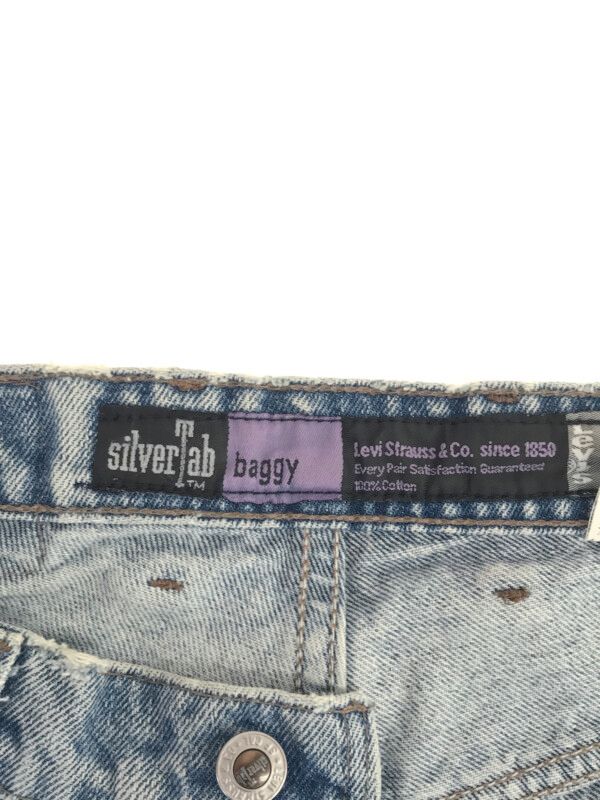 silverTab
TM
baggy
Levi Strauss & Co. since 1850
Every Pair Satisfaction Guaranteed
100% Cotton
Levi's